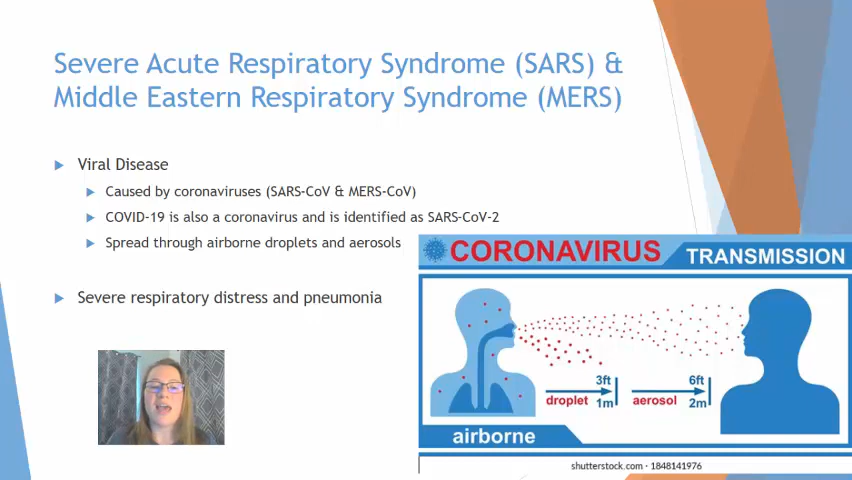 Severe Acute Respiratory Syndrome (SARS) &
Middle Eastern Respiratory Syndrome (MERS)
Viral Disease
Caused by coronaviruses (SARS-CoV & MERS-CoV)
COVID-19 is also a coronavirus and is identified as SARS-CoV-2
Spread through airborne droplets and aerosols
Severe respiratory distress and pneumonia
CORONAVIRUS TRANSMISSION
3ft
droplet 1m
6ft
aerosol 2m
airborne
shutterstock.com · 1848141976